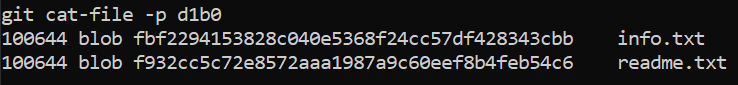 git cat-file -p d1b0
100644 blob fbf2294153828c040e5368f24cc57df428343cbb    info.txt
100644 blob f932cc5c72e8572aaa1987a9c60eef8b4feb54c6    readme.txt